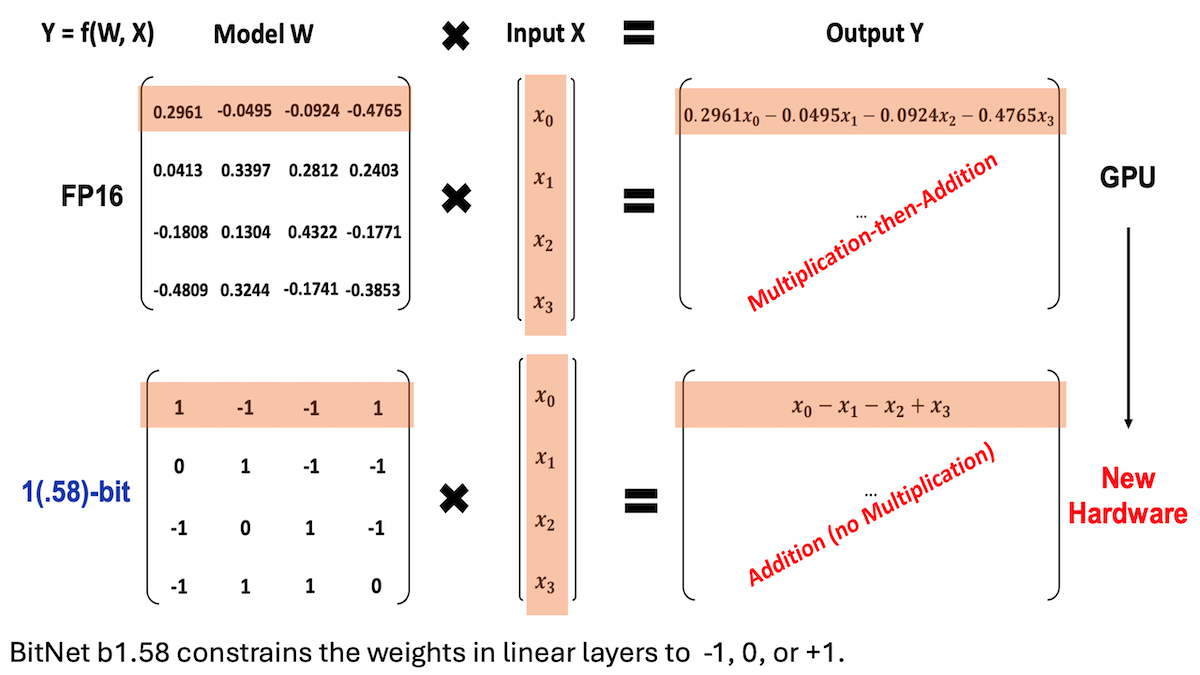 Y = f(W, X) Model W ✖ Input X = Output Y
FP16
0.2961 -0.0495 -0.0924 -0.4765
0.0413 0.3397 0.2812 0.2403
-0.1808 0.1304 0.4322 -0.1771
-0.4809 0.3244 -0.1741 -0.3853
✖
x₀
x₁
x₂
x₃
=
0.2961x₀ − 0.0495x₁ − 0.0924x₂ − 0.4765x₃
...
Multiplication-then-Addition
GPU
1(.58)-bit
1 -1 -1 1
0 1 -1 -1
-1 0 1 -1
-1 1 1 0
✖
x₀
x₁
x₂
x₃
=
x₀ − x₁ − x₂ + x₃
...
Addition (no Multiplication)
New
Hardware
BitNet b1.58 constrains the weights in linear layers to -1, 0, or +1.